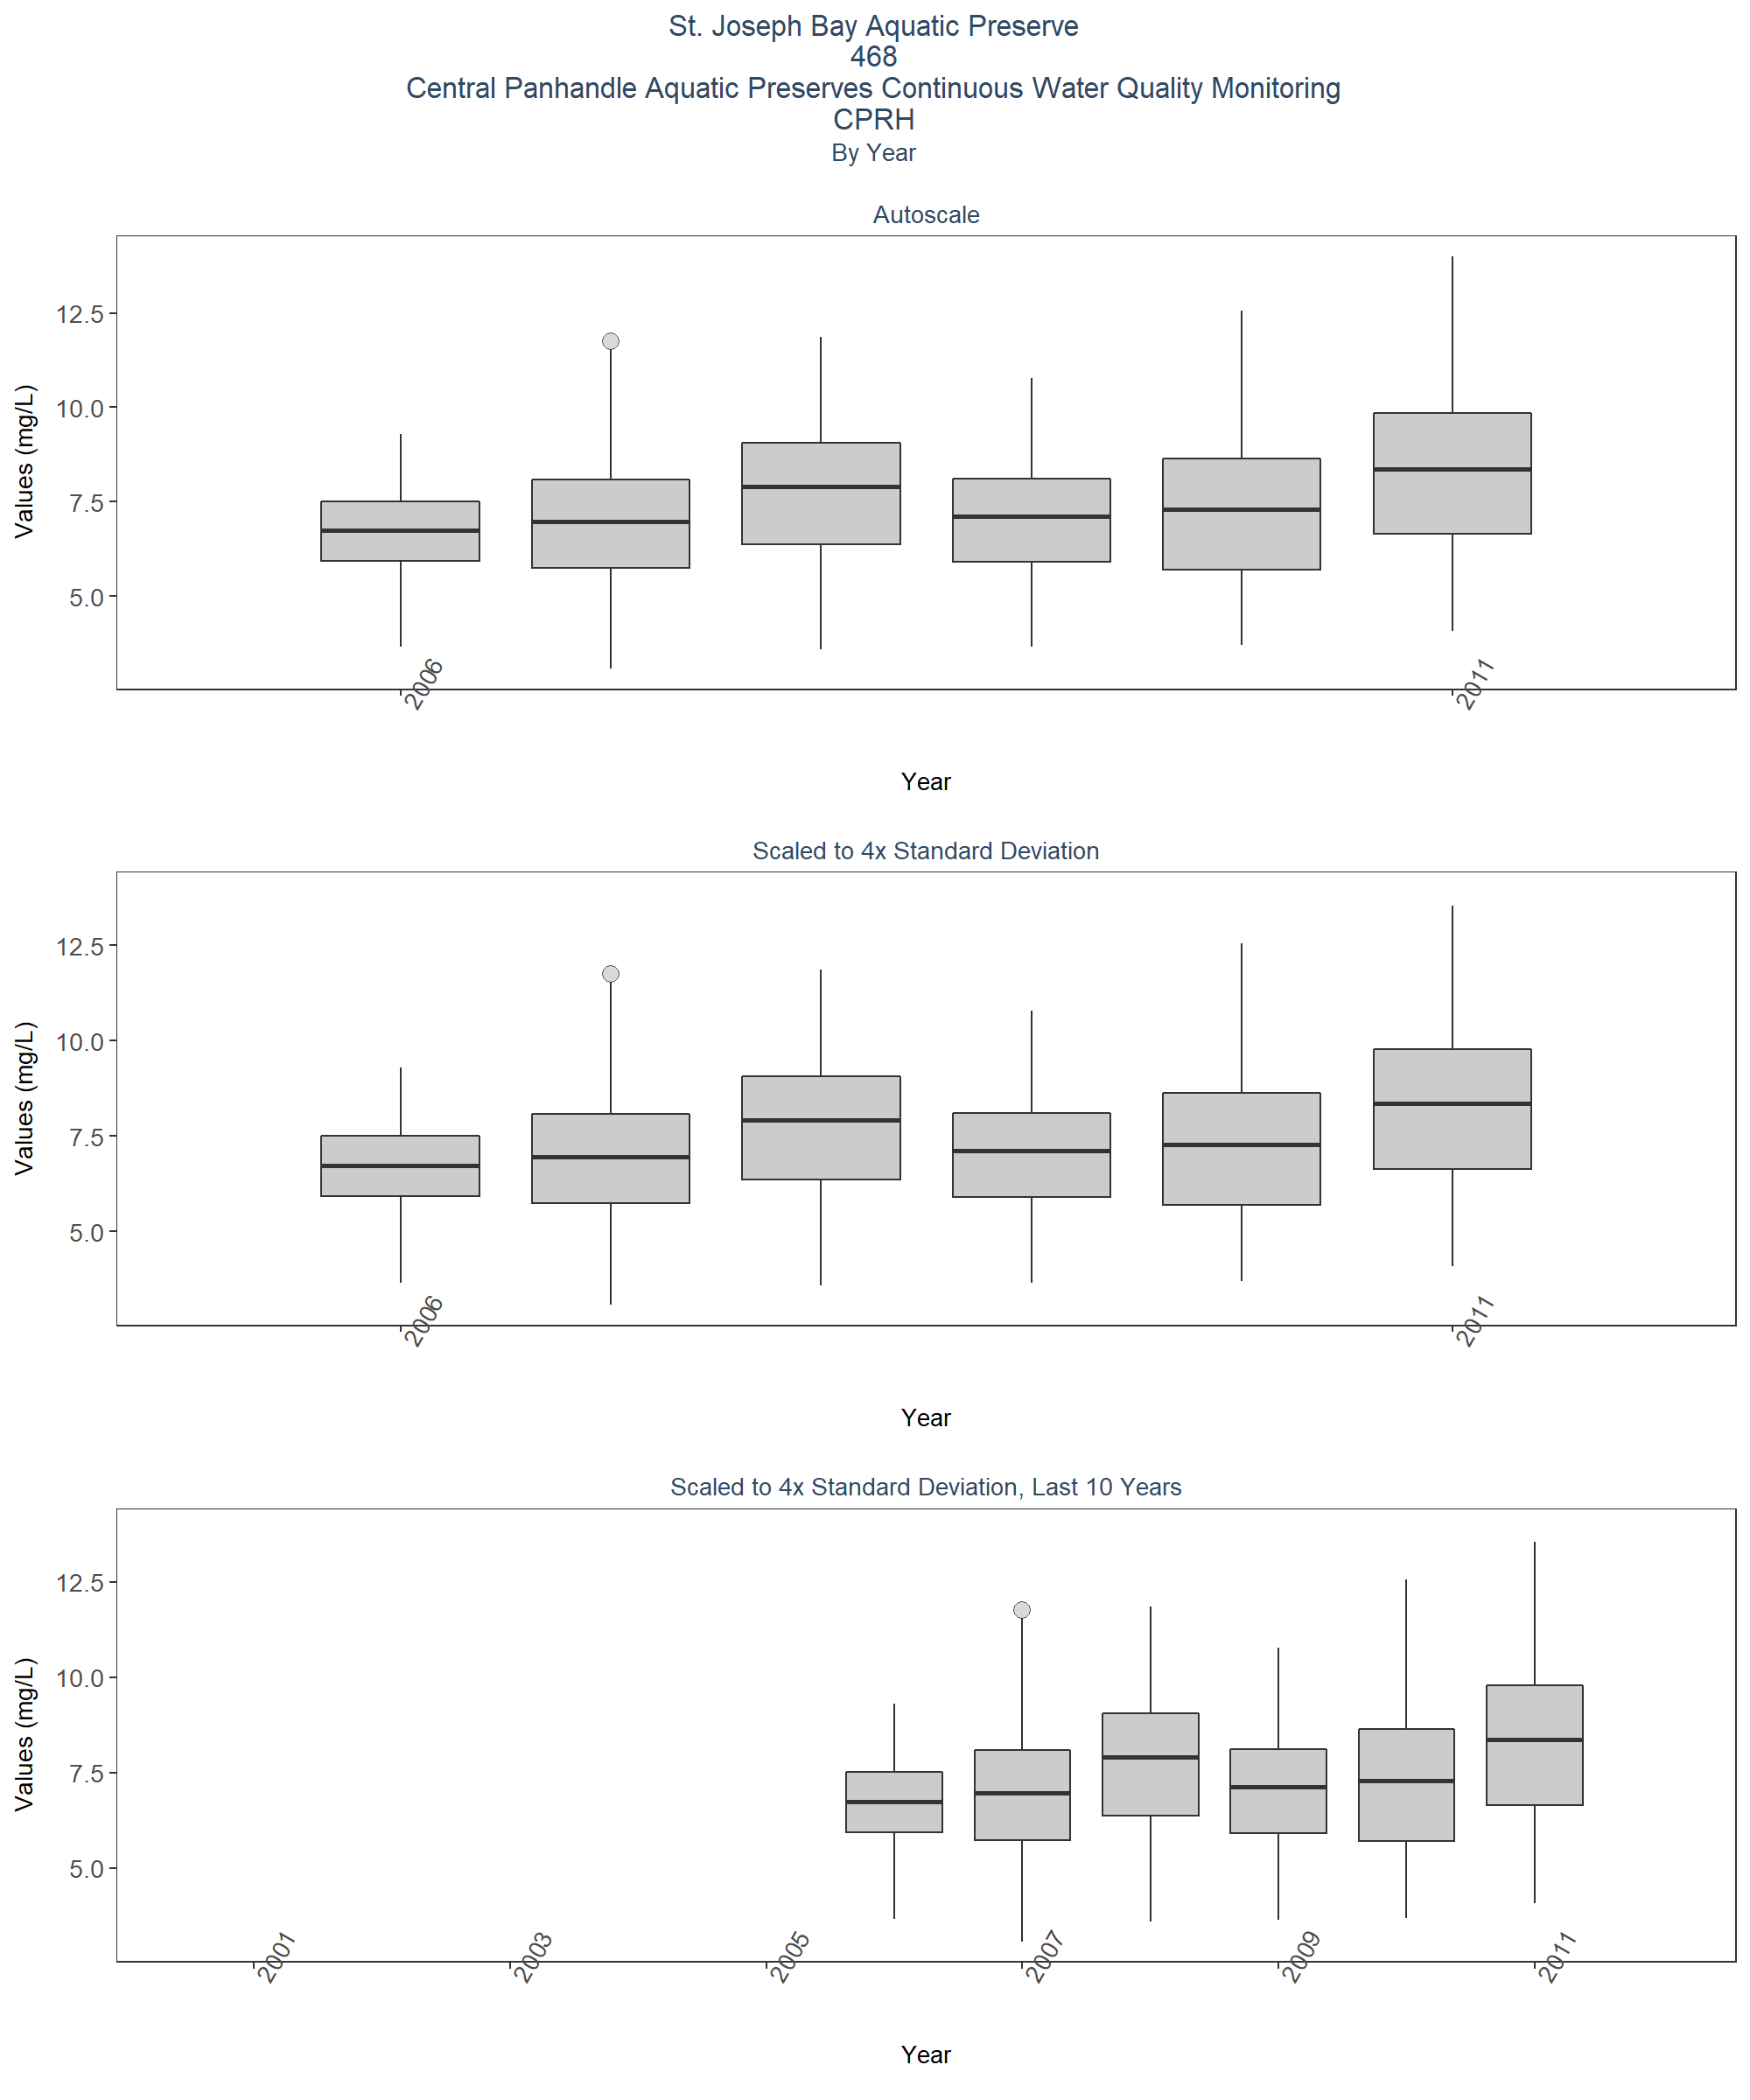 St. Joseph Bay Aquatic Preserve
468
Central Panhandle Aquatic Preserves Continuous Water Quality Monitoring
CPRH
By Year
Autoscale
Values (mg/L)
12.5
10.0
7.5
5.0
2006
2011
Year
Scaled to 4x Standard Deviation
Values (mg/L)
12.5
10.0
7.5
5.0
2006
2011
Year
Scaled to 4x Standard Deviation, Last 10 Years
Values (mg/L)
12.5
10.0
7.5
5.0
2001
2003
2005
2007
2009
2011
Year